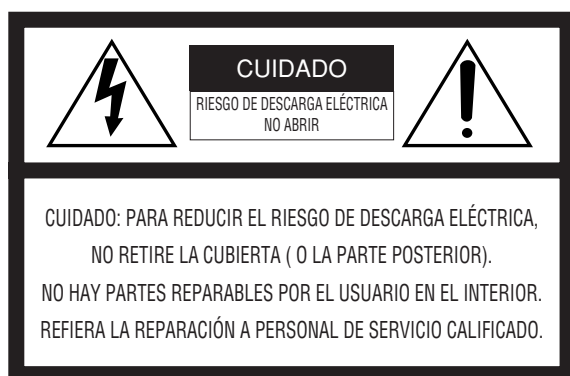 CUIDADO
RIESGO DE DESCARGA ELÉCTRICA
NO ABRIR
CUIDADO: PARA REDUCIR EL RIESGO DE DESCARGA ELÉCTRICA,
NO RETIRE LA CUBIERTA ( O LA PARTE POSTERIOR).
NO HAY PARTES REPARABLES POR EL USUARIO EN EL INTERIOR.
REFIERA LA REPARACIÓN A PERSONAL DE SERVICIO CALIFICADO.